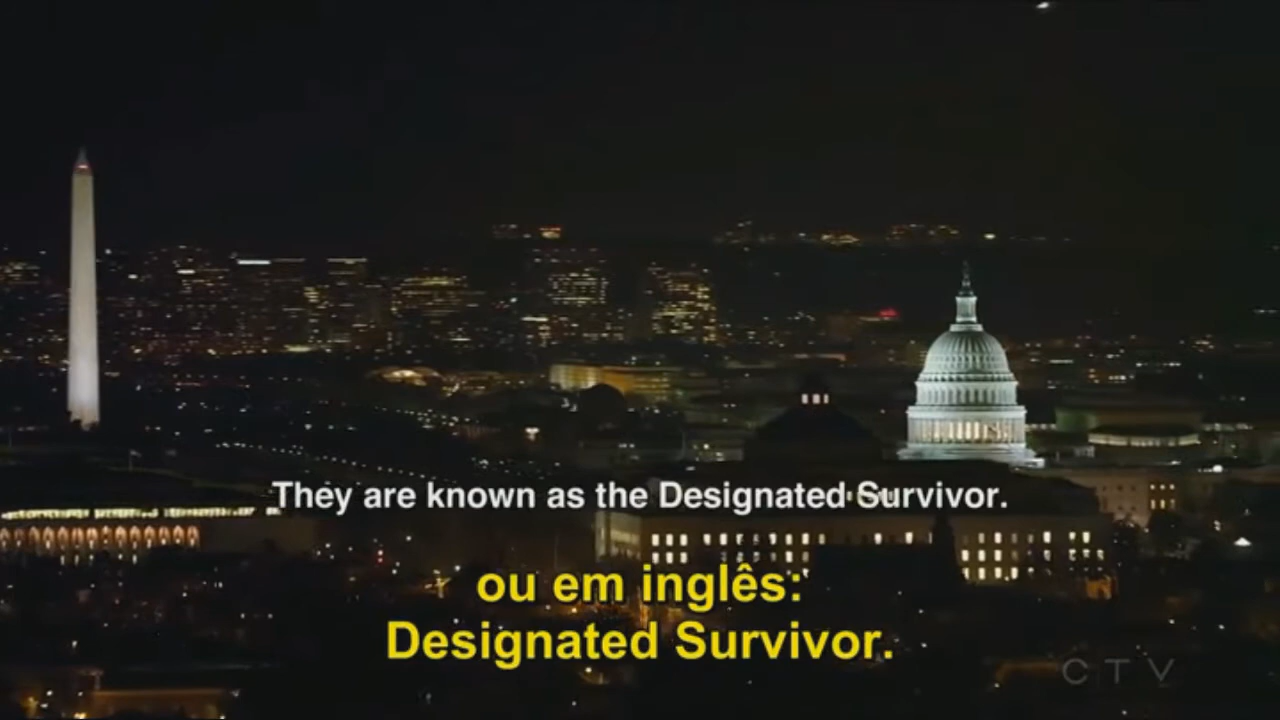 They are known as the Designated Survivor.
ou em inglês:
Designated Survivor.
CTV